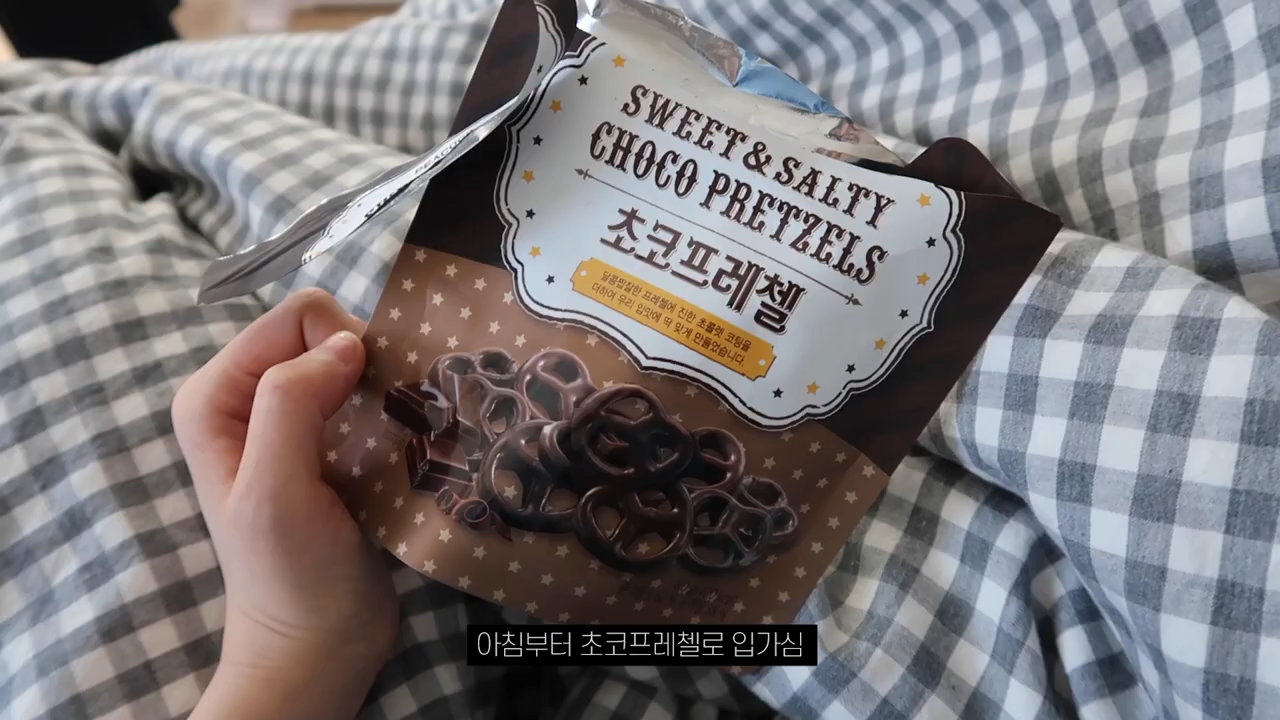 SWEET & SALTY
CHOCO PRETZELS
초코프레첼
달콤짭잘한 프레첼에 진한 초콜렛 코팅을
더하여 우리 입맛에 딱 맞게 만들었습니다.
아침부터 초코프레첼로 입가심